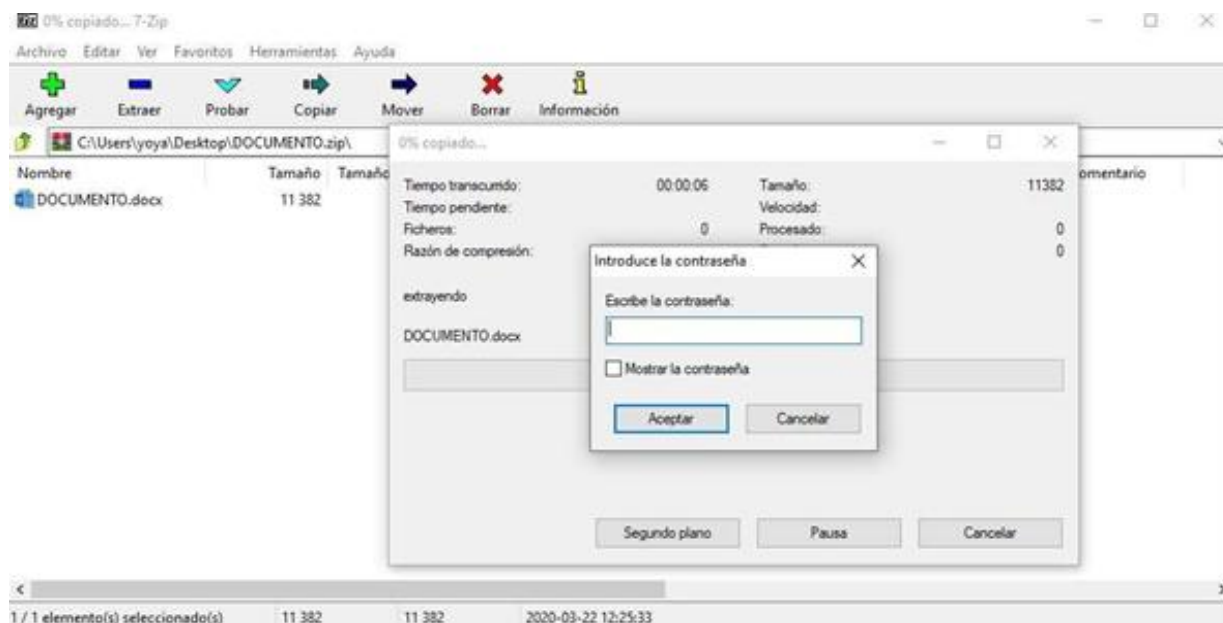 0% copiado... 7-Zip
Archivo Editar Ver Favoritos Herramientas Ayuda
Agregar Extraer Probar Copiar Mover Borrar Información
C:\Users\yoya\Desktop\DOCUMENTO.zip\
Nombre Tamaño Tamaño omentario
DOCUMENTO.docx 11 382
0% copiado...
Tiempo transcurrido: 00:00:06 Tamaño: 11382
Tiempo pendiente: Velocidad:
Ficheros: 0 Procesado: 0
Razón de compresión: 0
extrayendo
DOCUMENTO.docx
Introduce la contraseña
Escribe la contraseña:
Mostrar la contraseña
Aceptar Cancelar
Segundo plano Pausa Cancelar
1 / 1 elemento(s) seleccionado(s) 11 382 11 382 2020-03-22 12:25:33